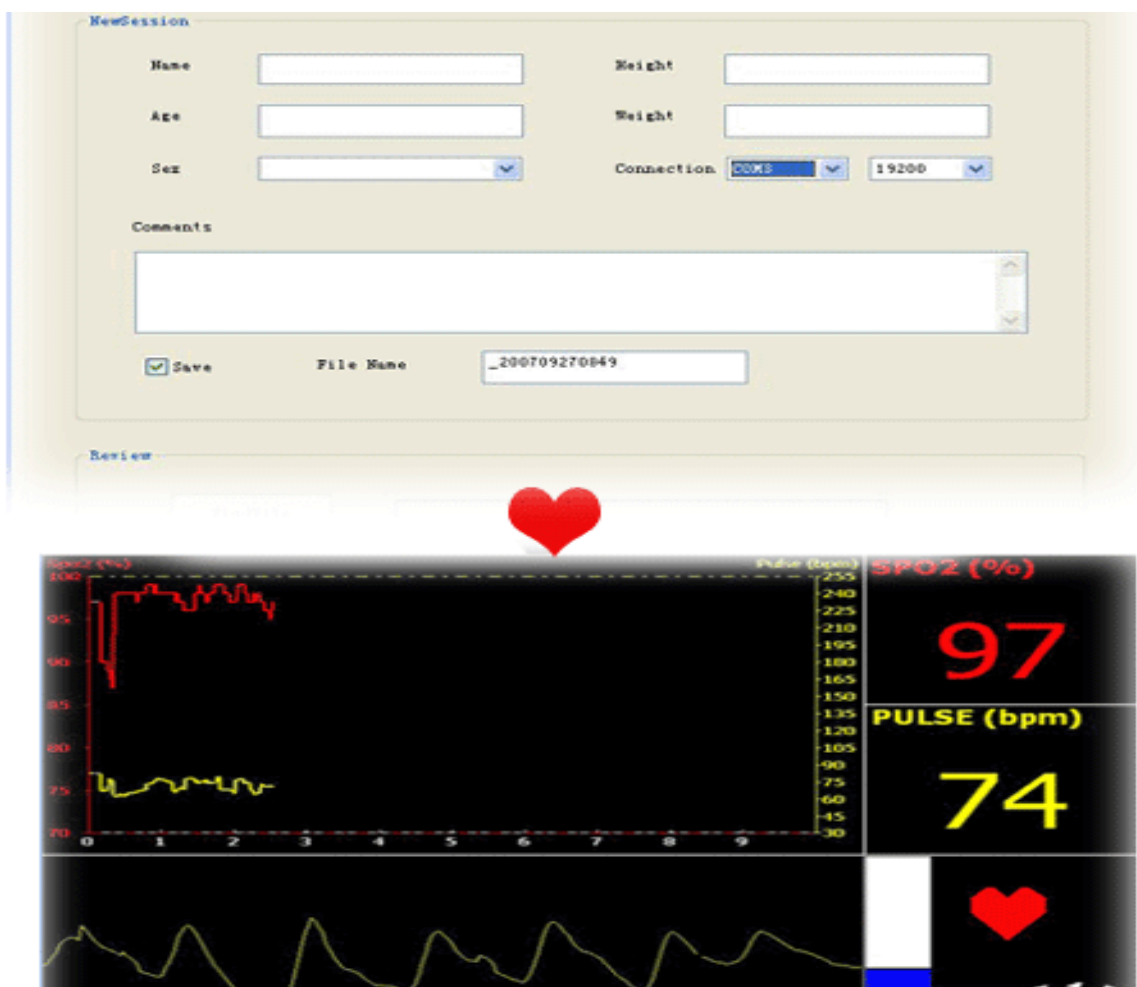 NewSession
Name Height
Age Weight
Sex Connection COM3 19200
Comments
Save File Name _200709270849
Review
Spo2 (%) Pulse (bpm) SPO2 (%)
100 255
240
95 225
210
97
195
90 180
165
150
85 135 PULSE (bpm)
120
80 105
90
75 75
74
60
45
70 30
0 1 2 3 4 5 6 7 8 9